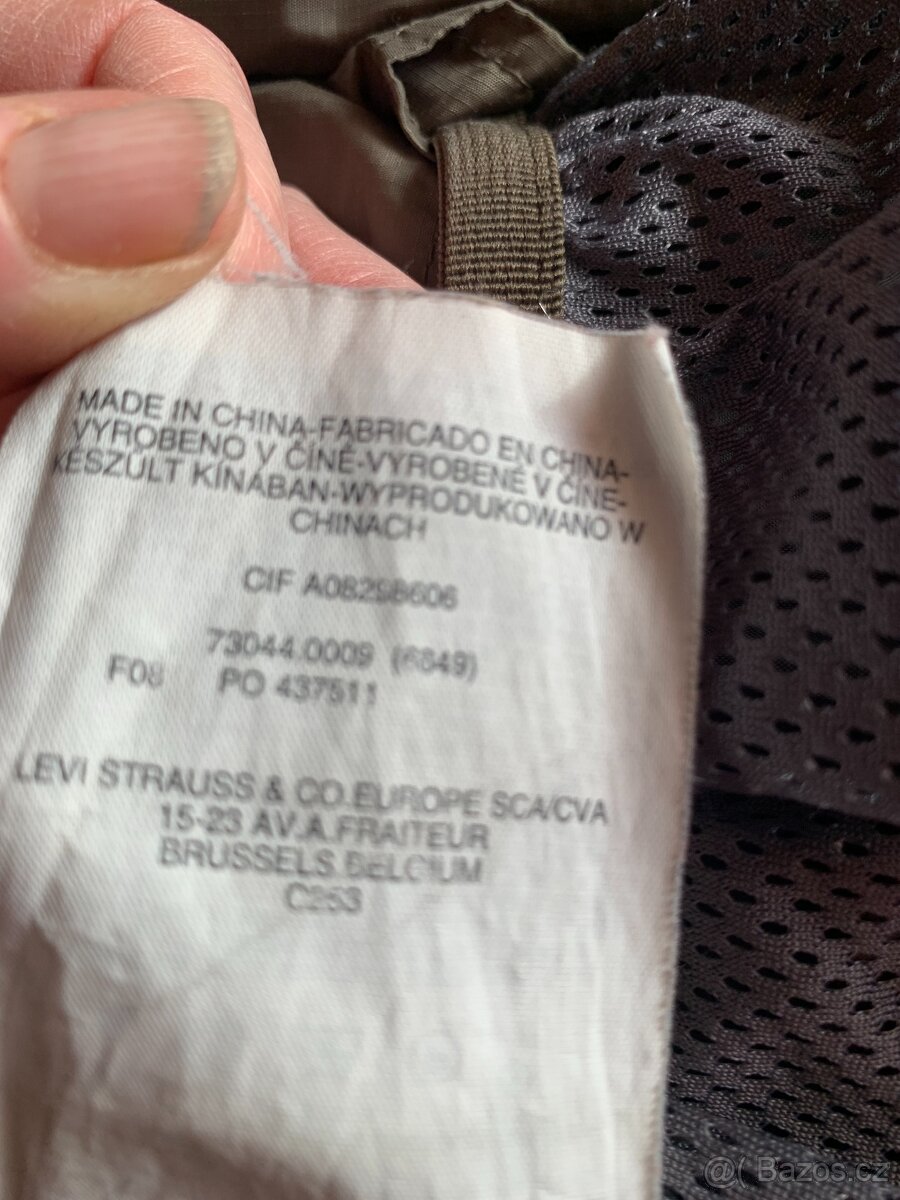 MADE IN CHINA-FABRICADO EN CHINA-
VYROBENO V ČÍNĚ-VYROBENÉ V ČÍNE-
KÉSZÜLT KÍNÁBAN-WYPRODUKOWANO W
CHINACH
CIF A08298606
73044.0009 (6849)
F08 PO 437511
LEVI STRAUSS & CO.EUROPE SCA/CVA
15-23 AV.A.FRAITEUR
BRUSSELS.BELGIUM
C253
@( Bazos.cz